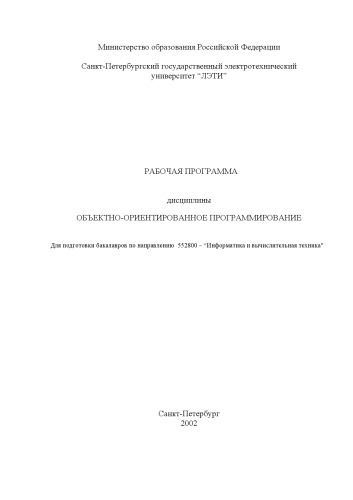 Министерство образования Российской Федерации
Санкт-Петербургский государственный электротехнический
университет “ЛЭТИ”
РАБОЧАЯ ПРОГРАММА
дисциплины
ОБЪЕКТНО-ОРИЕНТИРОВАННОЕ ПРОГРАММИРОВАНИЕ
Для подготовки бакалавров по направлению 552800 – “Информатика и вычислительная техника”
Санкт-Петербург
2002